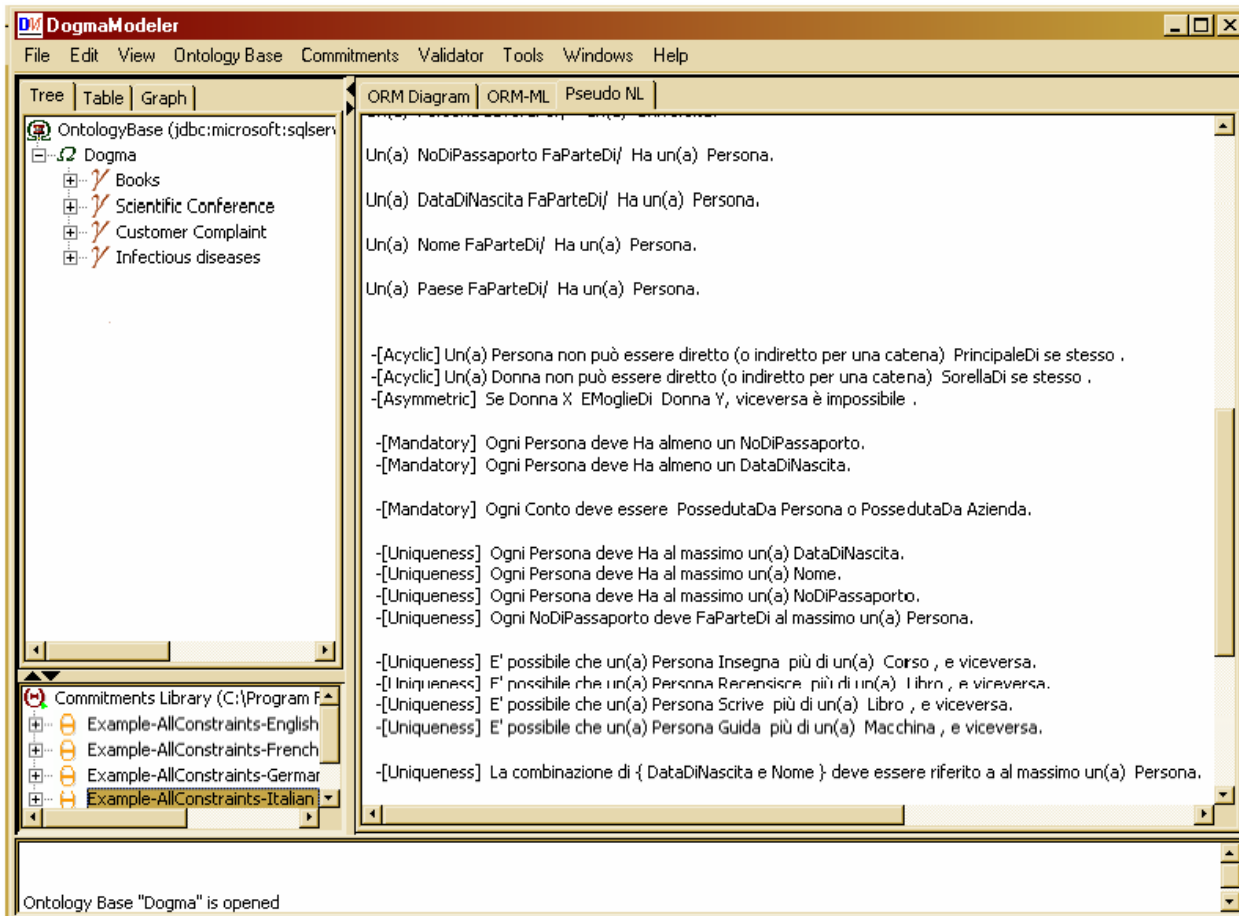 DogmaModeler
File Edit View Ontology Base Commitments Validator Tools Windows Help
Tree Table Graph
OntologyBase (jdbc:microsoft:sqlserv
Ω Dogma
γ Books
γ Scientific Conference
γ Customer Complaint
γ Infectious diseases
Commitments Library (C:\Program F
Example-AllConstraints-English
Example-AllConstraints-French
Example-AllConstraints-German
Example-AllConstraints-Italian
ORM Diagram ORM-ML Pseudo NL
Un(a) NoDiPassaporto FaParteDi/ Ha un(a) Persona.
Un(a) DataDiNascita FaParteDi/ Ha un(a) Persona.
Un(a) Nome FaParteDi/ Ha un(a) Persona.
Un(a) Paese FaParteDi/ Ha un(a) Persona.
-[Acyclic] Un(a) Persona non può essere diretto (o indiretto per una catena) PrincipaleDi se stesso .
-[Acyclic] Un(a) Donna non può essere diretto (o indiretto per una catena) SorellaDi se stesso .
-[Asymmetric] Se Donna X EMoglieDi Donna Y, viceversa è impossibile .
-[Mandatory] Ogni Persona deve Ha almeno un NoDiPassaporto.
-[Mandatory] Ogni Persona deve Ha almeno un DataDiNascita.
-[Mandatory] Ogni Conto deve essere PossedutaDa Persona o PossedutaDa Azienda.
-[Uniqueness] Ogni Persona deve Ha al massimo un(a) DataDiNascita.
-[Uniqueness] Ogni Persona deve Ha al massimo un(a) Nome.
-[Uniqueness] Ogni Persona deve Ha al massimo un(a) NoDiPassaporto.
-[Uniqueness] Ogni NoDiPassaporto deve FaParteDi al massimo un(a) Persona.
-[Uniqueness] E' possibile che un(a) Persona Insegna più di un(a) Corso , e viceversa.
-[Uniqueness] E' possibile che un(a) Persona Recensisce più di un(a) Libro , e viceversa.
-[Uniqueness] E' possibile che un(a) Persona Scrive più di un(a) Libro , e viceversa.
-[Uniqueness] E' possibile che un(a) Persona Guida più di un(a) Macchina , e viceversa.
-[Uniqueness] La combinazione di { DataDiNascita e Nome } deve essere riferito a al massimo un(a) Persona.
Ontology Base "Dogma" is opened